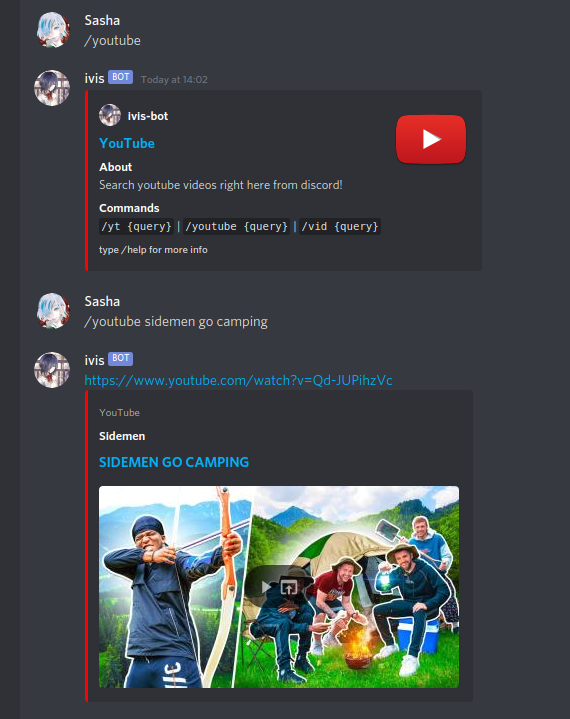 Sasha
/youtube
ivis BOT Today at 14:02
ivis-bot
YouTube
About
Search youtube videos right here from discord!
Commands
/yt {query} | /youtube {query} | /vid {query}
type /help for more info
Sasha
/youtube sidemen go camping
ivis BOT
https://www.youtube.com/watch?v=Qd-JUPihzVc
YouTube
Sidemen
SIDEMEN GO CAMPING